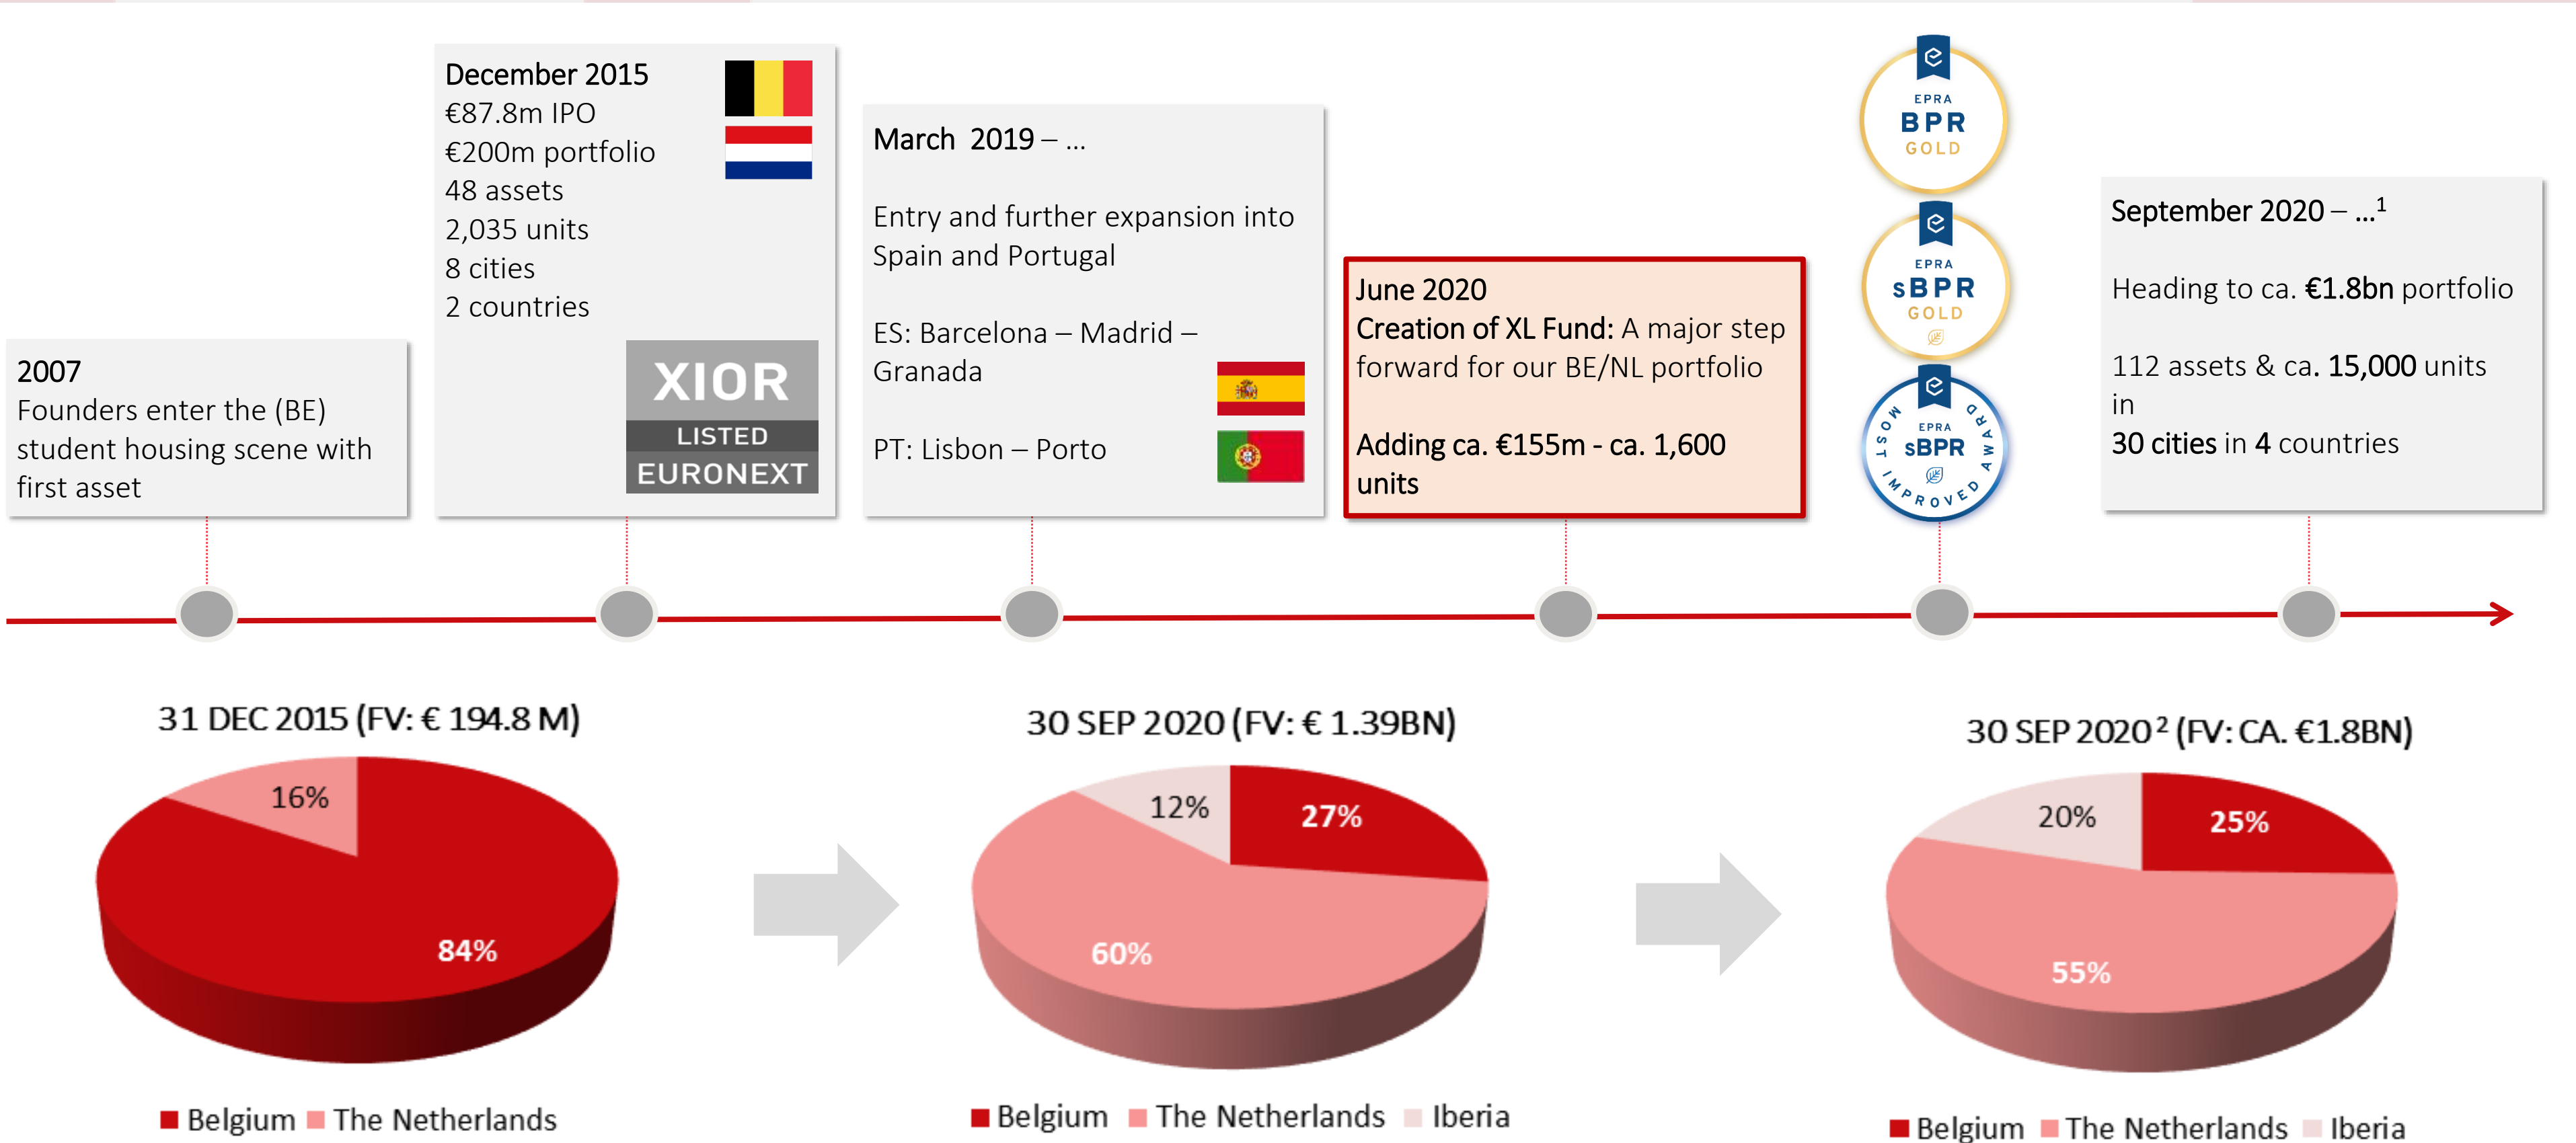 2007
Founders enter the (BE)
student housing scene with
first asset
December 2015
€87.8m IPO
€200m portfolio
48 assets
2,035 units
8 cities
2 countries
XIOR
LISTED
EURONEXT
March 2019 – ...
Entry and further expansion into
Spain and Portugal
ES: Barcelona – Madrid –
Granada
PT: Lisbon – Porto
June 2020
Creation of XL Fund: A major step
forward for our BE/NL portfolio
Adding ca. €155m - ca. 1,600
units
EPRA
BPR
GOLD
EPRA
sBPR
GOLD
EPRA
sBPR
MOST IMPROVED AWARD
September 2020 – ...¹
Heading to ca. €1.8bn portfolio
112 assets & ca. 15,000 units
in
30 cities in 4 countries
31 DEC 2015 (FV: € 194.8 M)
16%
84%
Belgium The Netherlands
30 SEP 2020 (FV: € 1.39BN)
12%
27%
60%
Belgium The Netherlands Iberia
30 SEP 2020² (FV: CA. €1.8BN)
20%
25%
55%
Belgium The Netherlands Iberia